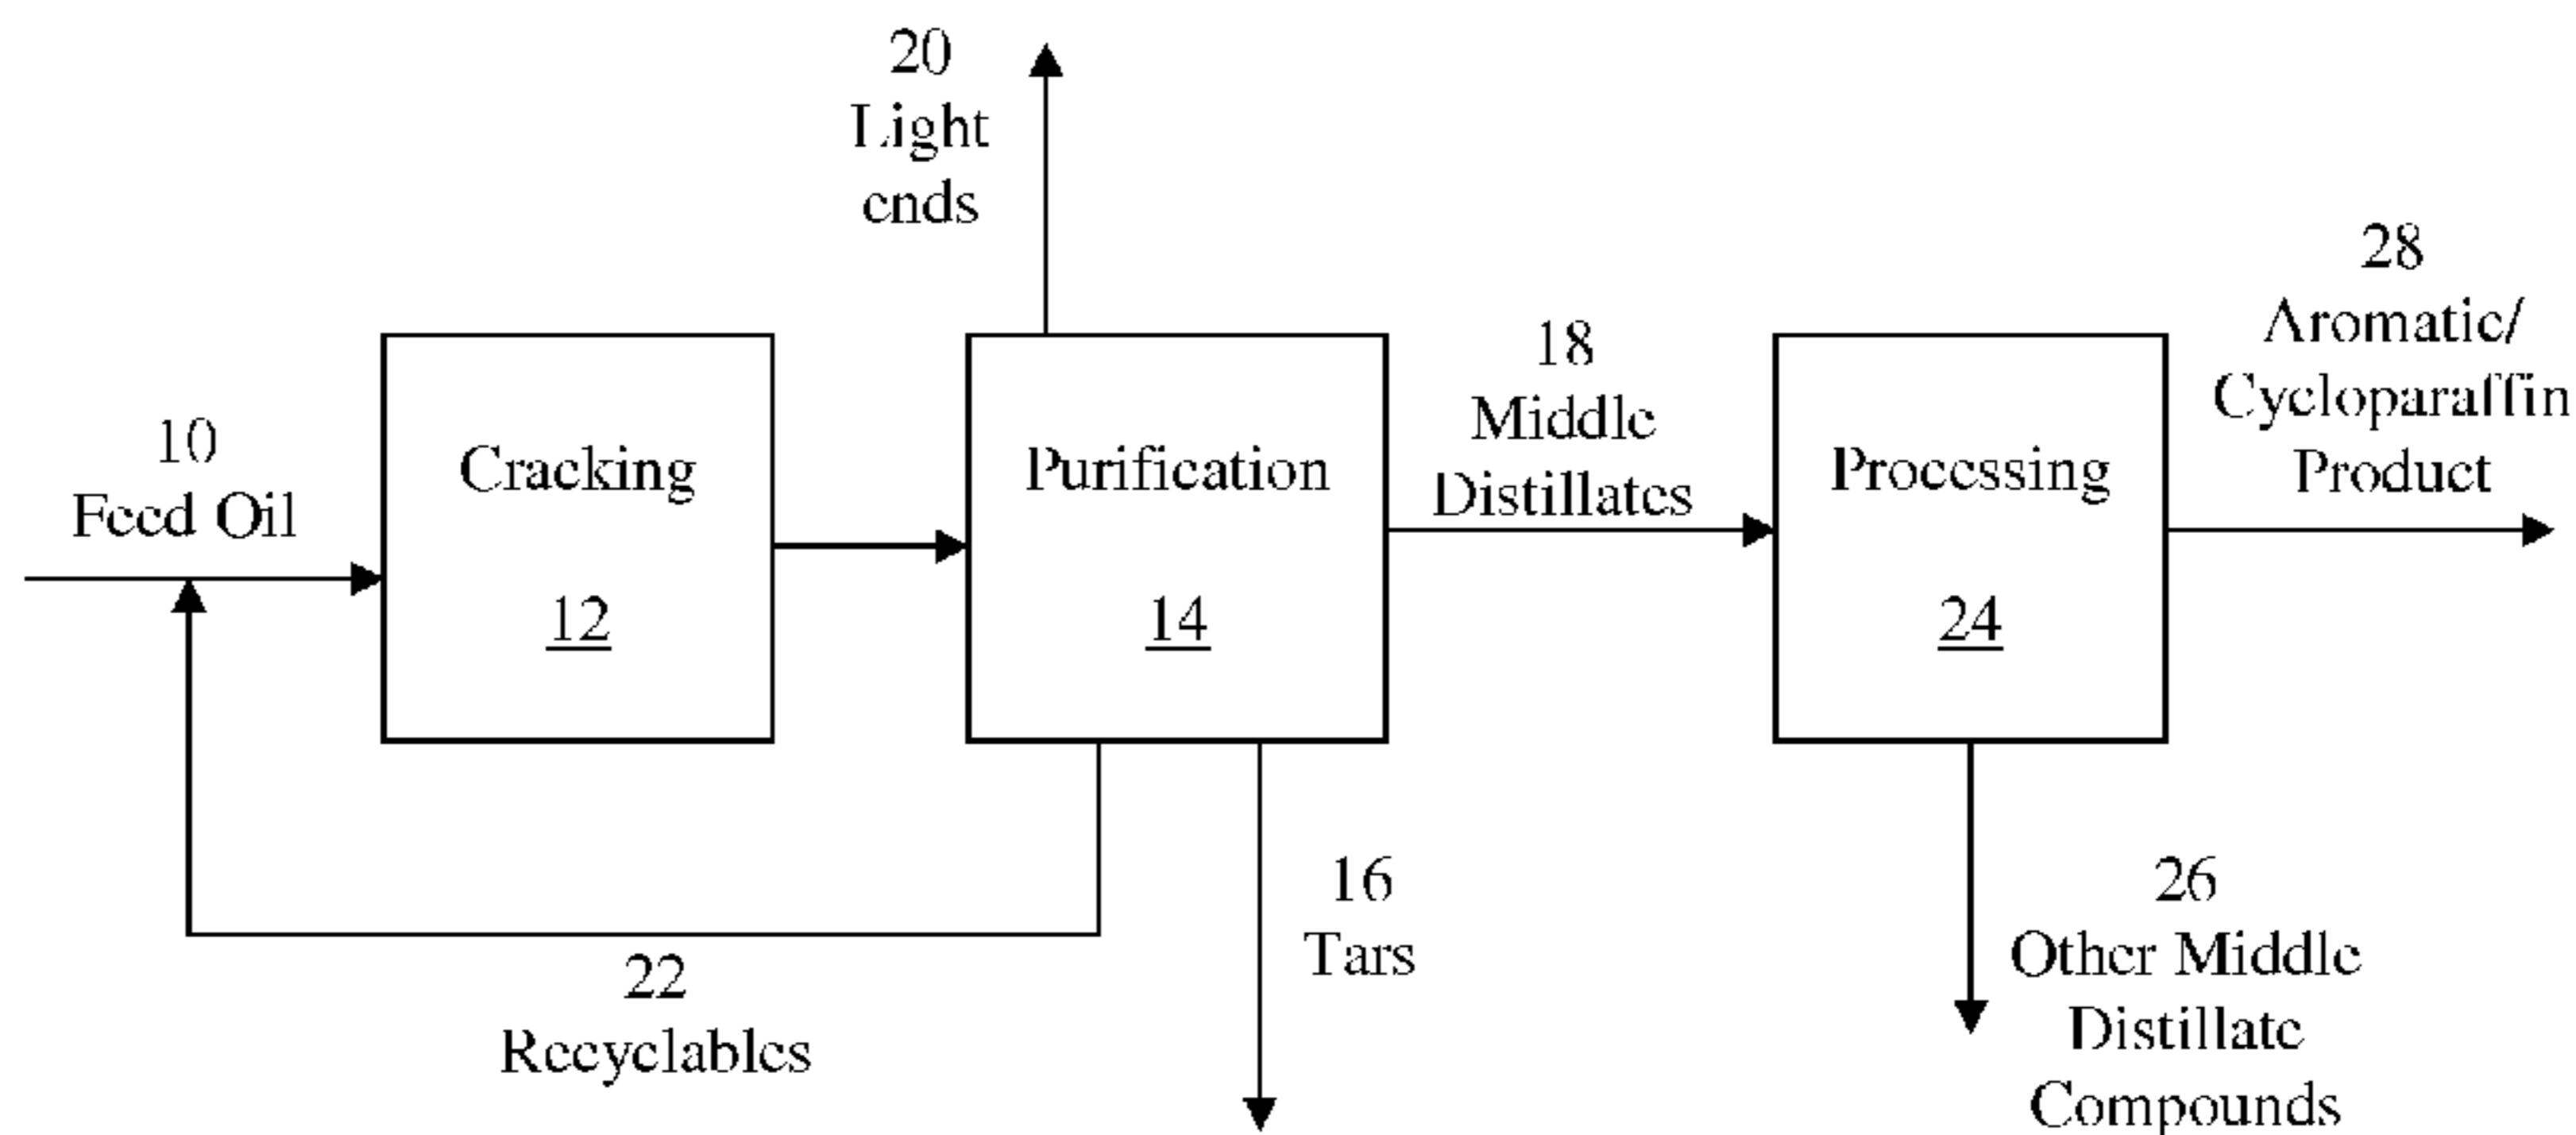 20
Light
ends
28
Aromatic/
Cycloparaffin
Product
18
Middle
Distillates
10
Feed Oil
Cracking
12
Purification
14
Processing
24
16
Tars
26
Other Middle
Distillate
Compounds
22
Recyclables